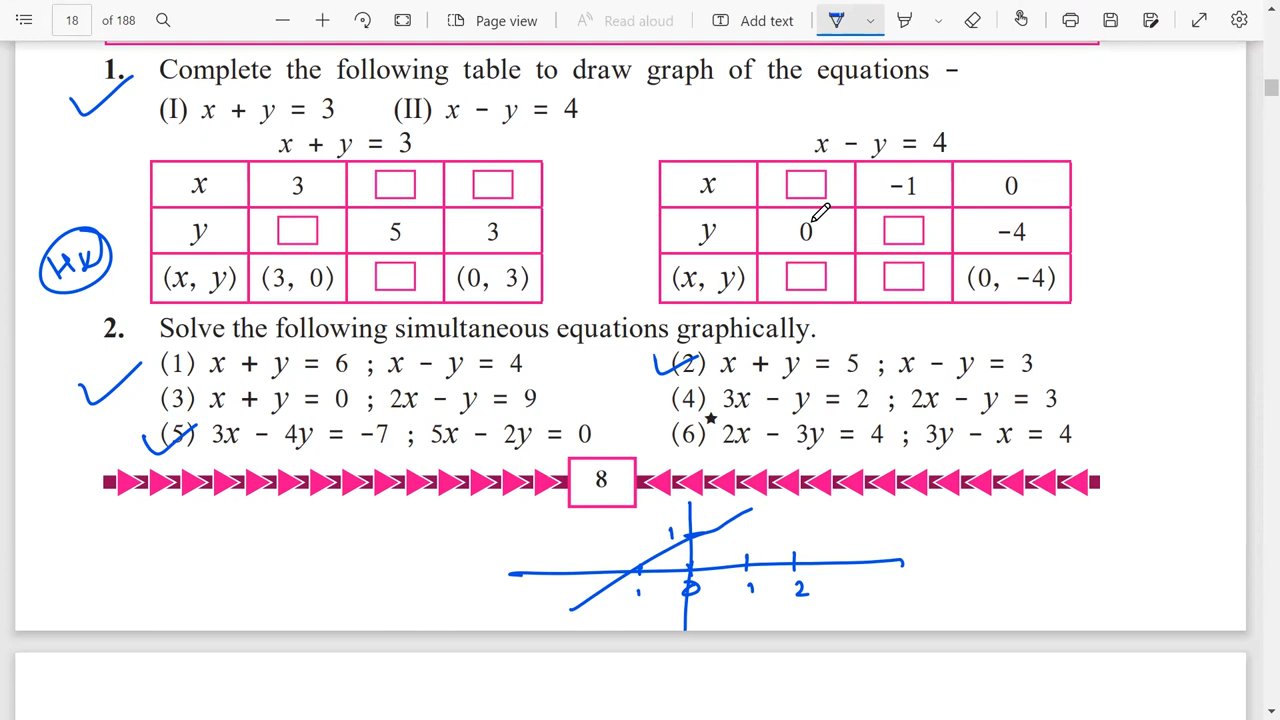 18 of 188 Page view Read aloud Add text
1. Complete the following table to draw graph of the equations –
(I) x + y = 3 (II) x - y = 4
x + y = 3
x 3
y 5 3
(x, y) (3, 0) (0, 3)
x - y = 4
x -1 0
y 0 -4
(x, y) (0, -4)
HW
2. Solve the following simultaneous equations graphically.
(1) x + y = 6 ; x - y = 4 (2) x + y = 5 ; x - y = 3
(3) x + y = 0 ; 2x - y = 9 (4) 3x - y = 2 ; 2x - y = 3
(5) 3x - 4y = -7 ; 5x - 2y = 0 (6)★ 2x - 3y = 4 ; 3y - x = 4
8
1
1 0 1 2